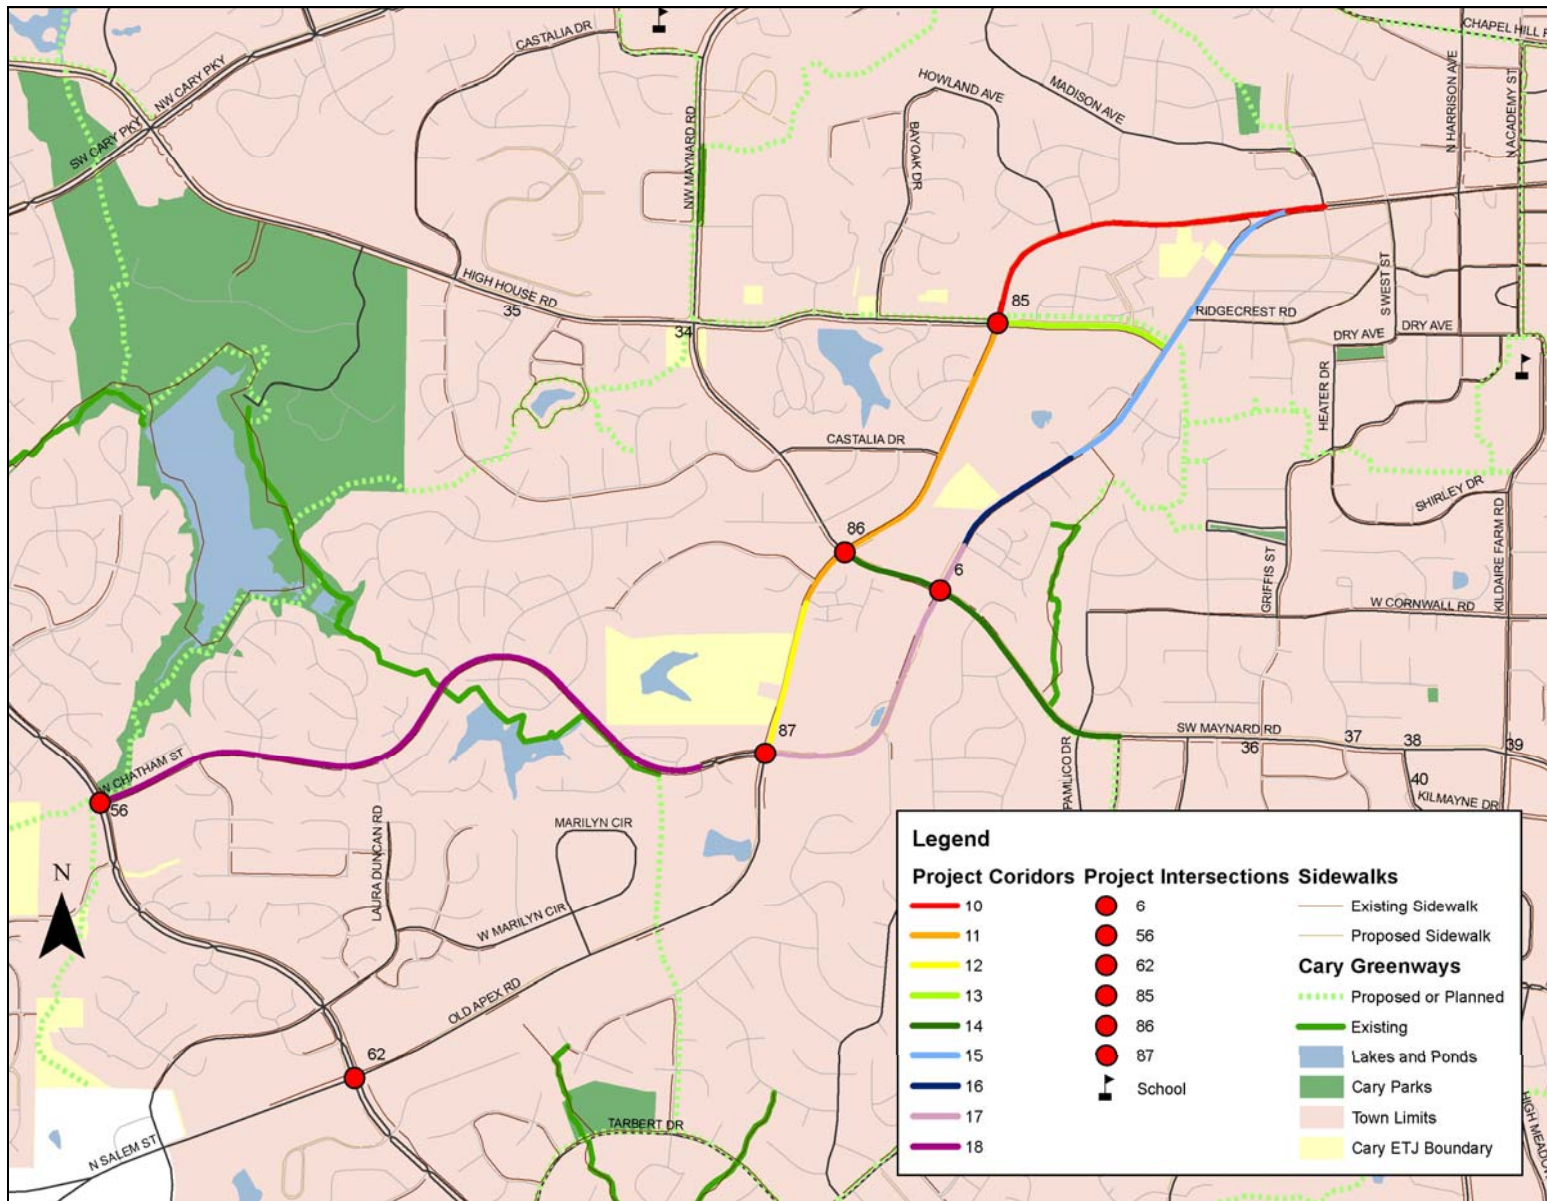 CHAPEL HILL R
CASTALIA DR
NW CARY PKY
SW CARY PKY
HOWLAND AVE
MADISON AVE
N HARRISON AVE
N ACADEMY ST
NW MAYNARD RD
BAYOAK DR
HIGH HOUSE RD
35
34
85
RIDGECREST RD
S WEST ST
DRY AVE
DRY AVE
HEATER DR
CASTALIA DR
SHIRLEY DR
KILDAIRE FARM RD
86
6
GRIFFIS ST
W CORNWALL RD
87
SW MAYNARD RD
36
37
38
39
40
KILMAYNE DR
PAMLICO DR
W CHATHAM ST
56
LAURA DUNCAN RD
MARILYN CIR
W MARILYN CIR
OLD APEX RD
62
N SALEM ST
TARBERT DR
HIGH MEADO
N
Legend
Project Coridors
10
11
12
13
14
15
16
17
18
Project Intersections
6
56
62
85
86
87
School
Sidewalks
Existing Sidewalk
Proposed Sidewalk
Cary Greenways
Proposed or Planned
Existing
Lakes and Ponds
Cary Parks
Town Limits
Cary ETJ Boundary